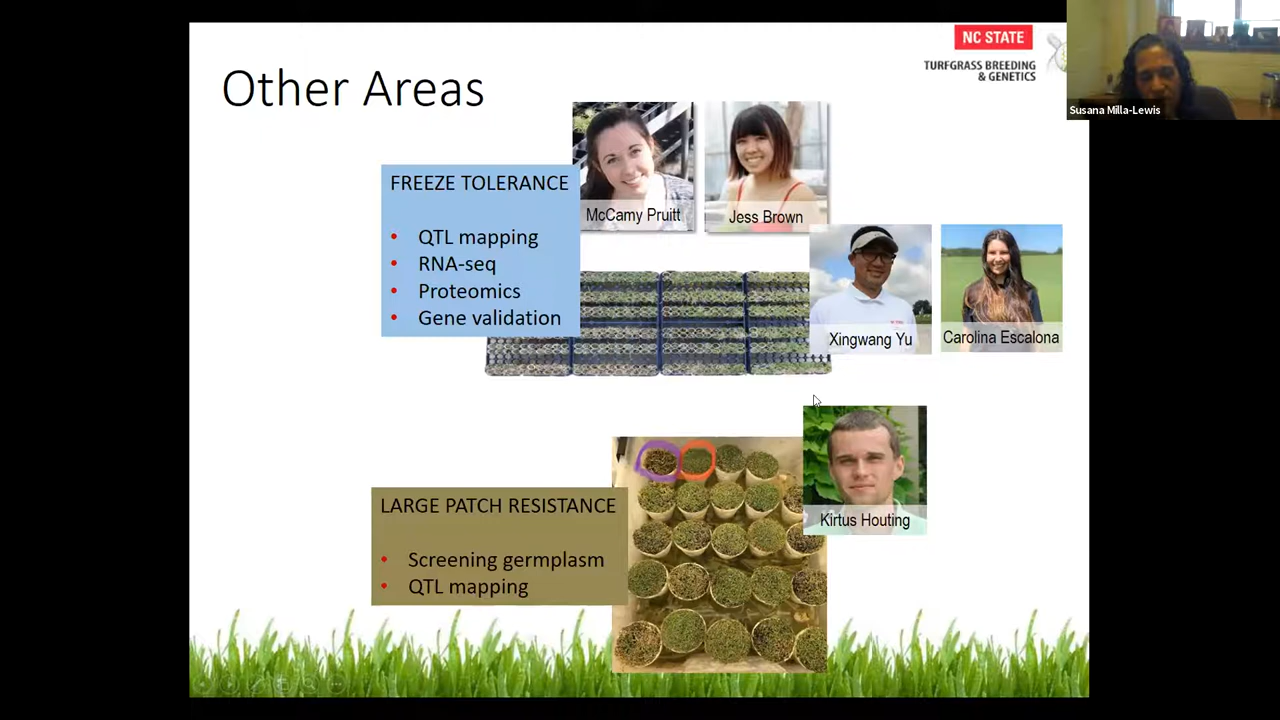 NC STATE
TURFGRASS BREEDING
& GENETICS
Susana Milla-Lewis
Other Areas
McCamy Pruitt
Jess Brown
FREEZE TOLERANCE
• QTL mapping
• RNA-seq
• Proteomics
• Gene validation
Xingwang Yu
Carolina Escalona
Kirtus Houting
LARGE PATCH RESISTANCE
• Screening germplasm
• QTL mapping